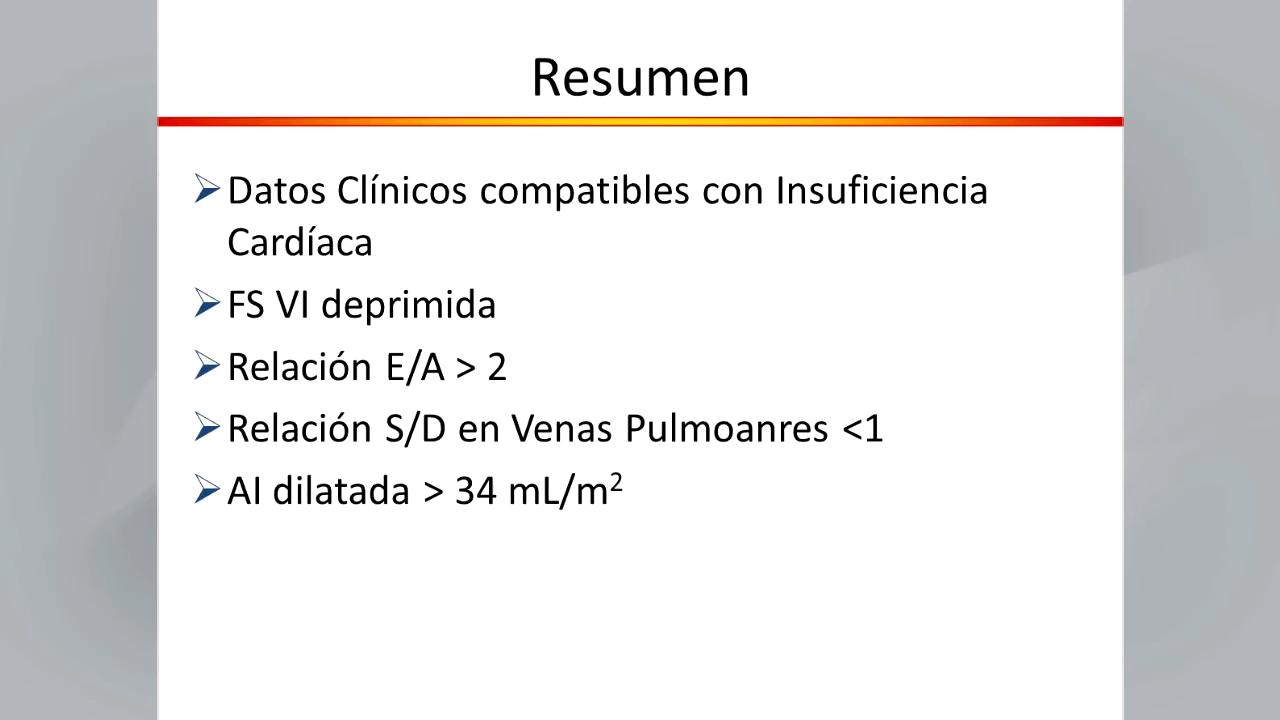 Resumen
Datos Clínicos compatibles con Insuficiencia
Cardíaca
FS VI deprimida
Relación E/A > 2
Relación S/D en Venas Pulmoanres <1
AI dilatada > 34 mL/m²